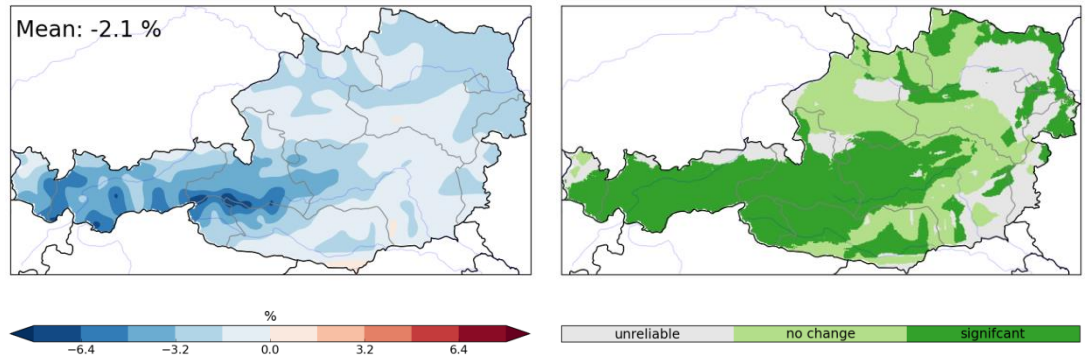 Mean: -2.1 %
%
−6.4 −3.2 0.0 3.2 6.4
unreliable no change signifcant